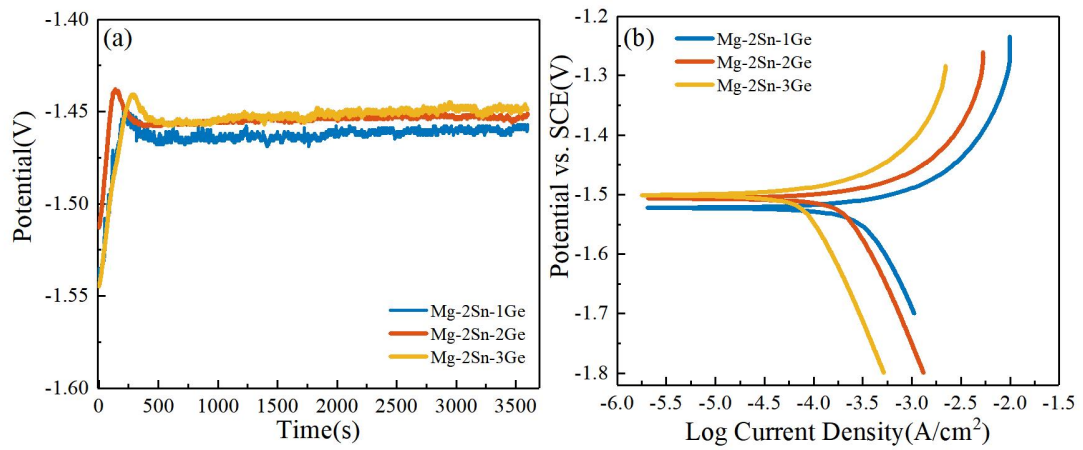 (a)
-1.40
-1.45
-1.50
-1.55
-1.60
Potential(V)
Mg-2Sn-1Ge
Mg-2Sn-2Ge
Mg-2Sn-3Ge
0 500 1000 1500 2000 2500 3000 3500
Time(s)
(b)
-1.2
-1.3
-1.4
-1.5
-1.6
-1.7
-1.8
Potential vs. SCE(V)
Mg-2Sn-1Ge
Mg-2Sn-2Ge
Mg-2Sn-3Ge
-6.0 -5.5 -5.0 -4.5 -4.0 -3.5 -3.0 -2.5 -2.0 -1.5
Log Current Density(A/cm²)